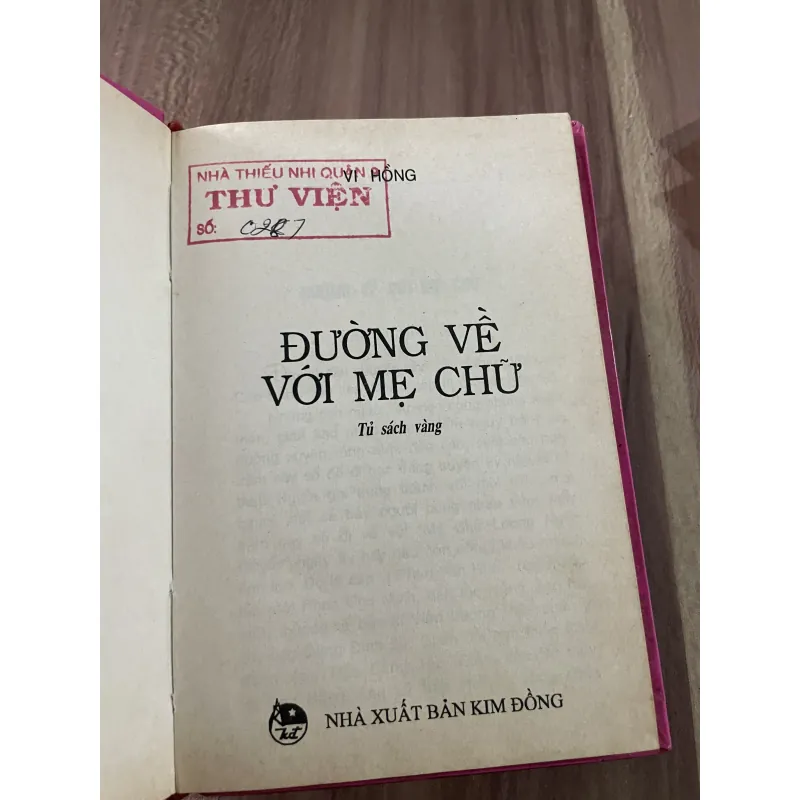 NHÀ THIẾU NHI QUẬN
VI HỒNG
THƯ VIỆN
SỐ: 0287
ĐƯỜNG VỀ
VỚI MẸ CHỮ
Tủ sách vàng
NHÀ XUẤT BẢN KIM ĐỒNG